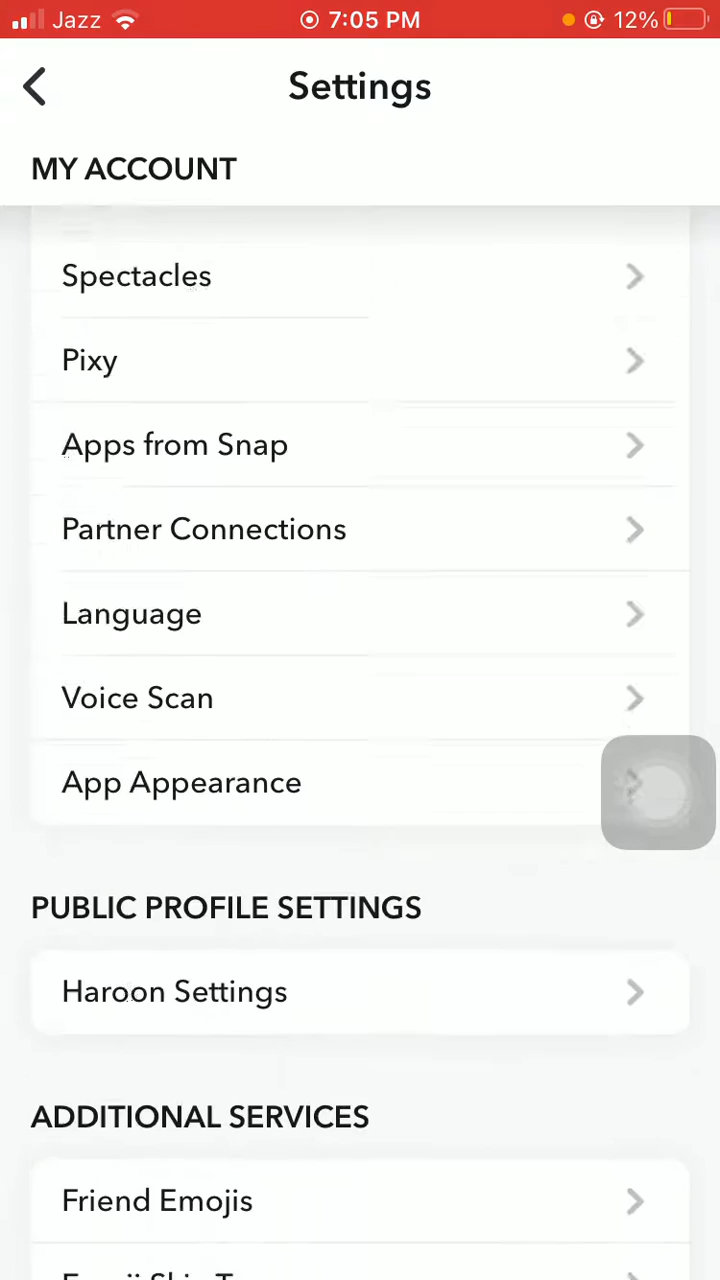 Jazz 7:05 PM 12%
Settings
MY ACCOUNT
Spectacles
Pixy
Apps from Snap
Partner Connections
Language
Voice Scan
App Appearance
PUBLIC PROFILE SETTINGS
Haroon Settings
ADDITIONAL SERVICES
Friend Emojis